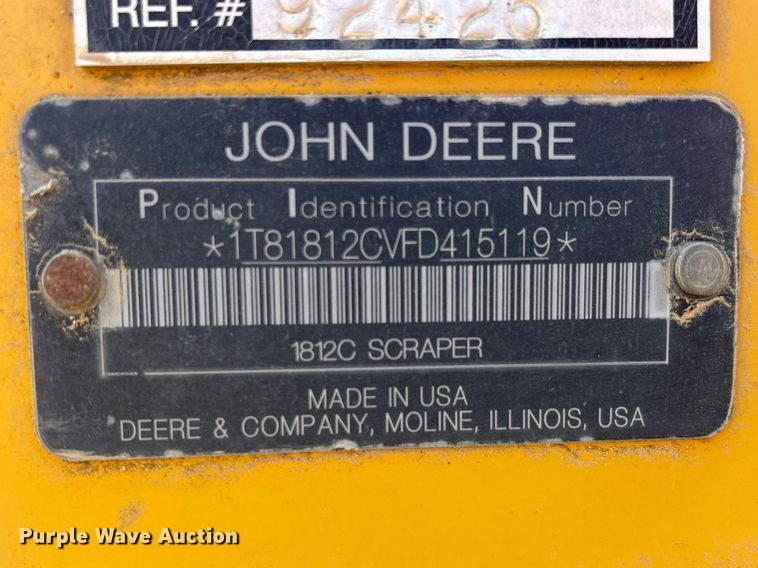 REF. # 92425
JOHN DEERE
Product Identification Number
*1T81812CVFD415119*
1812C SCRAPER
MADE IN USA
DEERE & COMPANY, MOLINE, ILLINOIS, USA
Purple Wave Auction